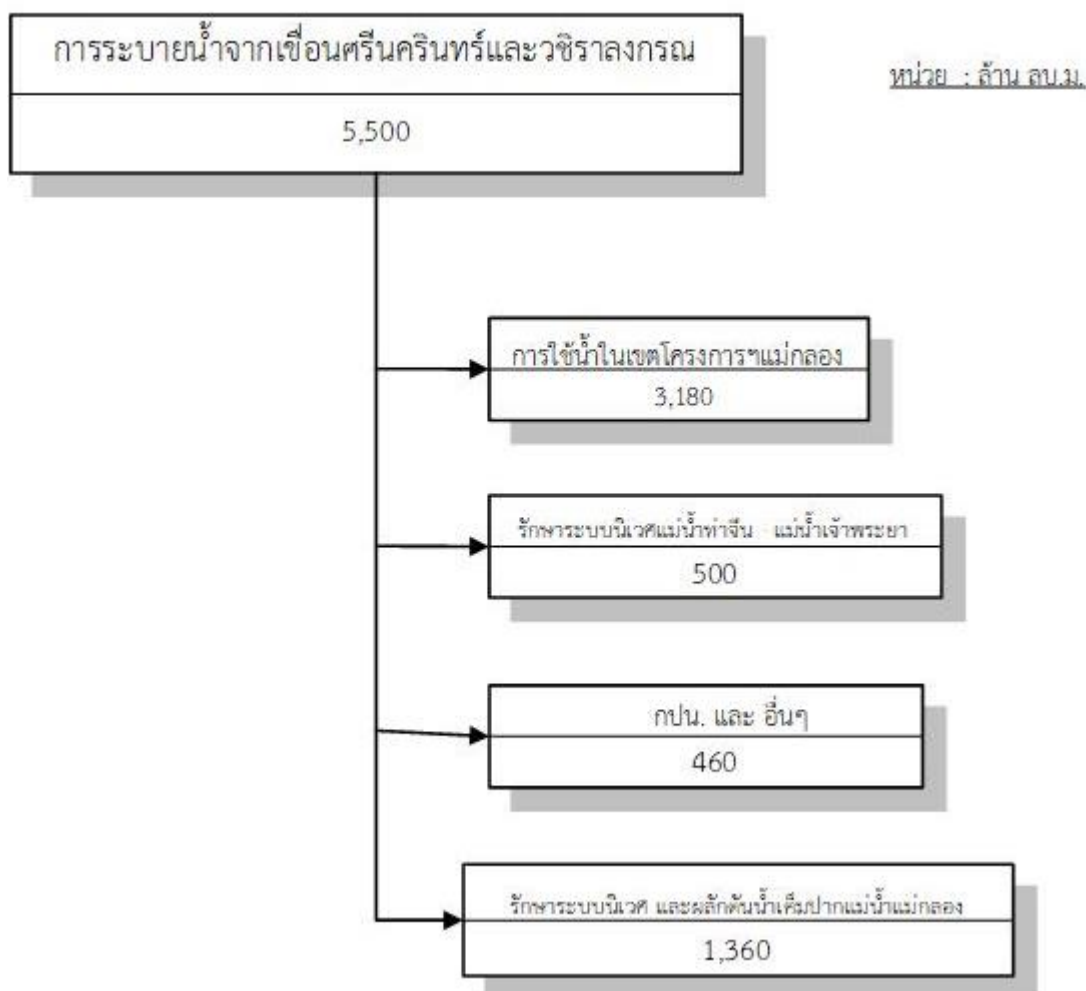 การระบายน้ำจากเขื่อนศรีนครินทร์และวชิราลงกรณ
5,500
หน่วย : ล้าน ลบ.ม.
การใช้น้ำในเขตโครงการฯแม่กลอง
3,180
รักษาระบบนิเวศแม่น้ำท่าจีน - แม่น้ำเจ้าพระยา
500
กปน. และ อื่นๆ
460
รักษาระบบนิเวศ และผลักดันน้ำเค็มปากแม่น้ำแม่กลอง
1,360